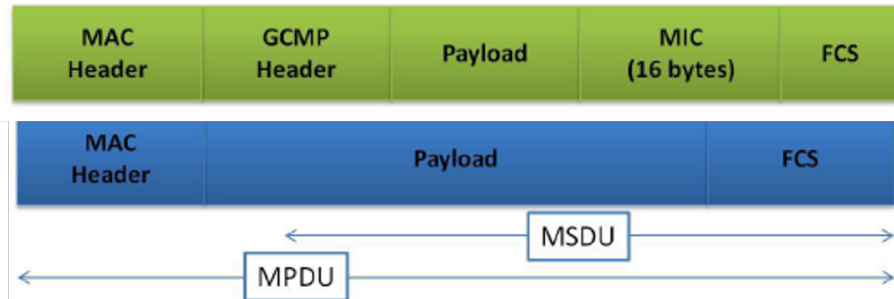 MAC
Header
GCMP
Header
Payload
MIC
(16 bytes)
FCS
MAC
Header
Payload
FCS
MSDU
MPDU